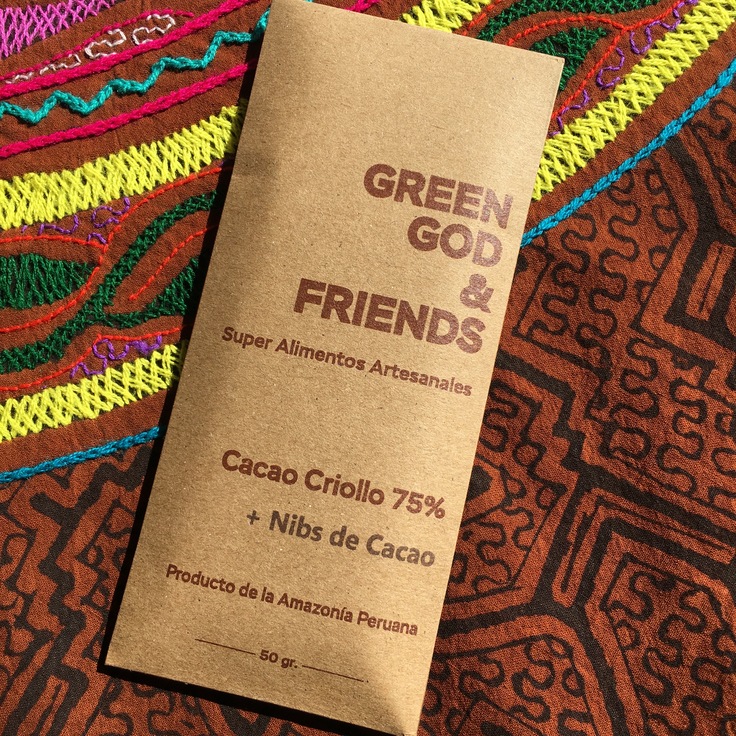 GREEN
GOD
&
FRIENDS
Super Alimentos Artesanales
Cacao Criollo 75%
+ Nibs de Cacao
Producto de la Amazonía Peruana
50 gr.